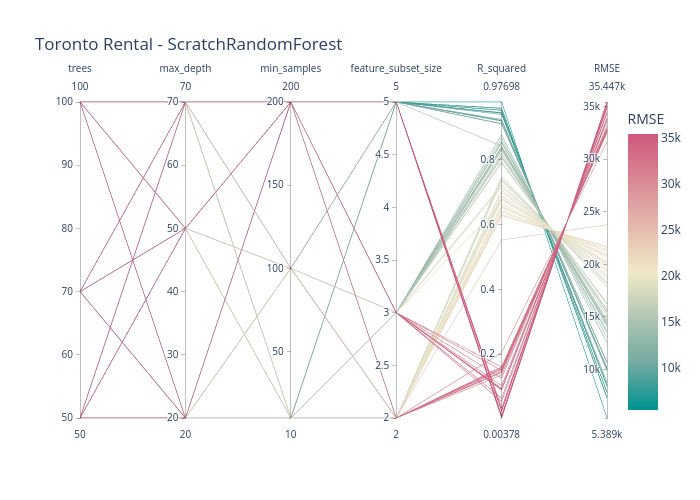 Toronto Rental - ScratchRandomForest
trees max_depth min_samples feature_subset_size R_squared RMSE
100 70 200 5 0.97698 35.447k
RMSE
100 70 200 5 35k 35k
90 60 150 4.5 0.8 30k 30k
80 50 100 4 0.6 25k 25k
70 40 50 3.5 0.4 20k 20k
60 30 3 0.2 15k 15k
50 20 2.5 10k 10k
2
50 20 10 2 0.00378 5.389k